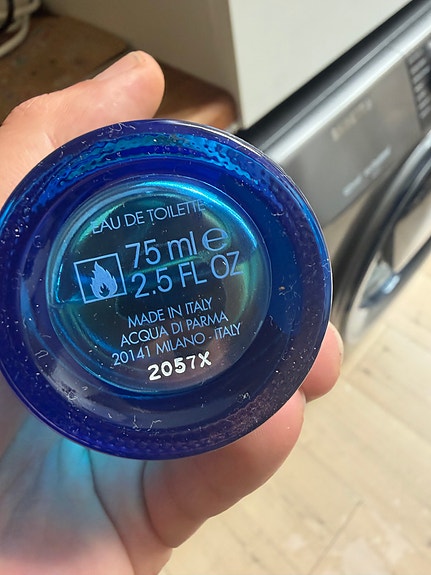 EAU DE TOILETTE
75 ml ℮
2.5 FL OZ
MADE IN ITALY
ACQUA DI PARMA
20141 MILANO - ITALY
2057X